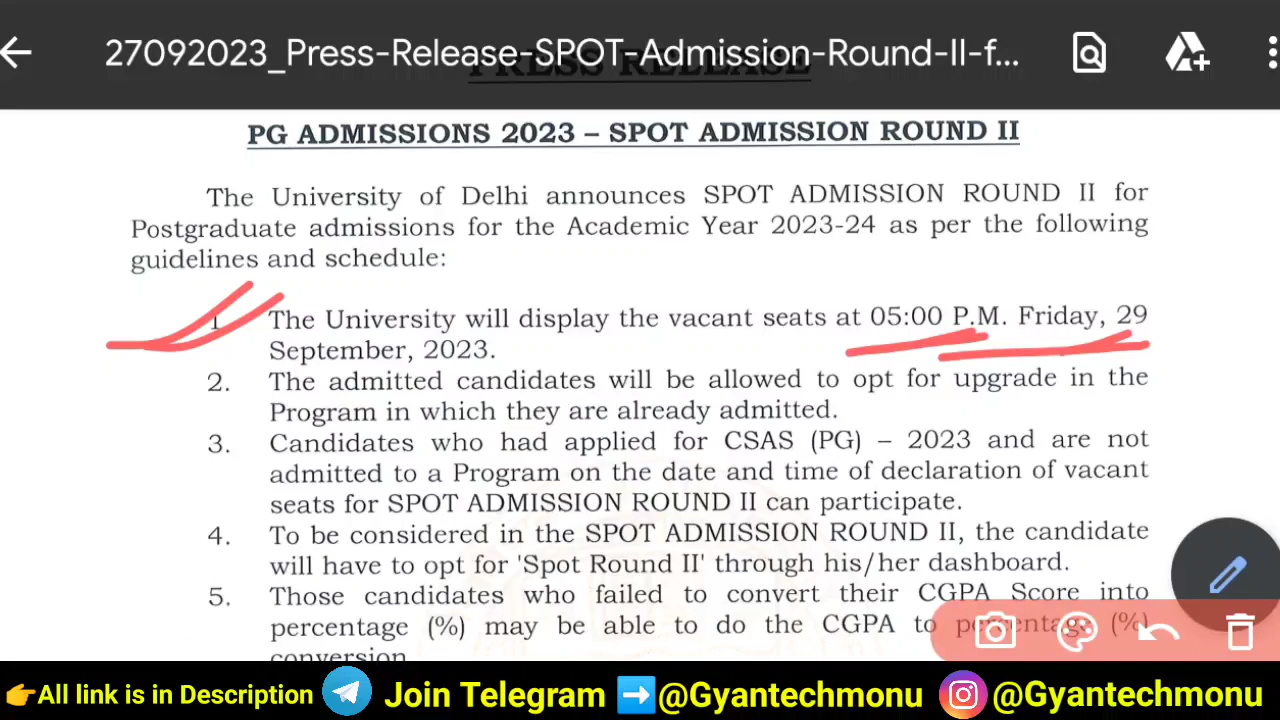 27092023_Press-Release-SPOT-Admission-Round-II-f...
PRESS RELEASE
PG ADMISSIONS 2023 – SPOT ADMISSION ROUND II
The University of Delhi announces SPOT ADMISSION ROUND II for
Postgraduate admissions for the Academic Year 2023-24 as per the following
guidelines and schedule:
1. The University will display the vacant seats at 05:00 P.M. Friday, 29
September, 2023.
2. The admitted candidates will be allowed to opt for upgrade in the
Program in which they are already admitted.
3. Candidates who had applied for CSAS (PG) – 2023 and are not
admitted to a Program on the date and time of declaration of vacant
seats for SPOT ADMISSION ROUND II can participate.
4. To be considered in the SPOT ADMISSION ROUND II, the candidate
will have to opt for 'Spot Round II' through his/her dashboard.
5. Those candidates who failed to convert their CGPA Score into
percentage (%) may be able to do the CGPA to percentage (%)
conversion
👉All link is in Description Join Telegram ➡️@Gyantechmonu @Gyantechmonu